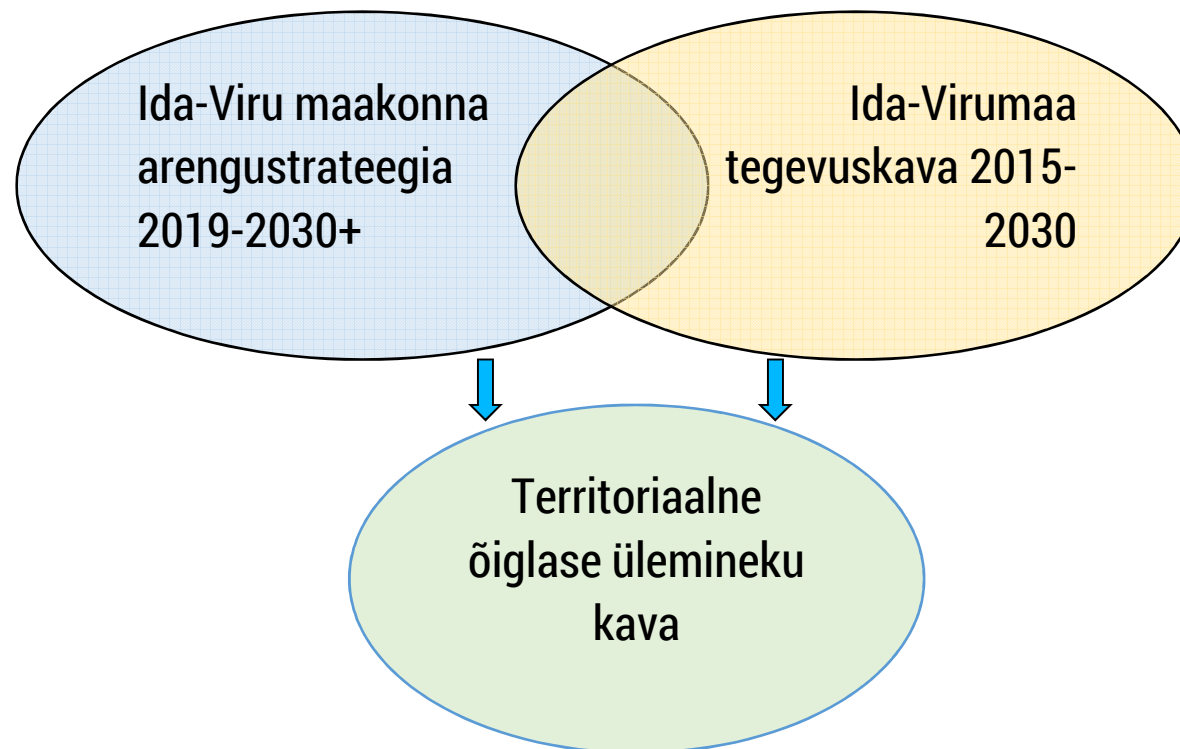 Ida-Viru maakonna
arengustrateegia
2019-2030+
Ida-Virumaa
tegevuskava 2015-
2030
Territoriaalne
õiglase ülemineku
kava